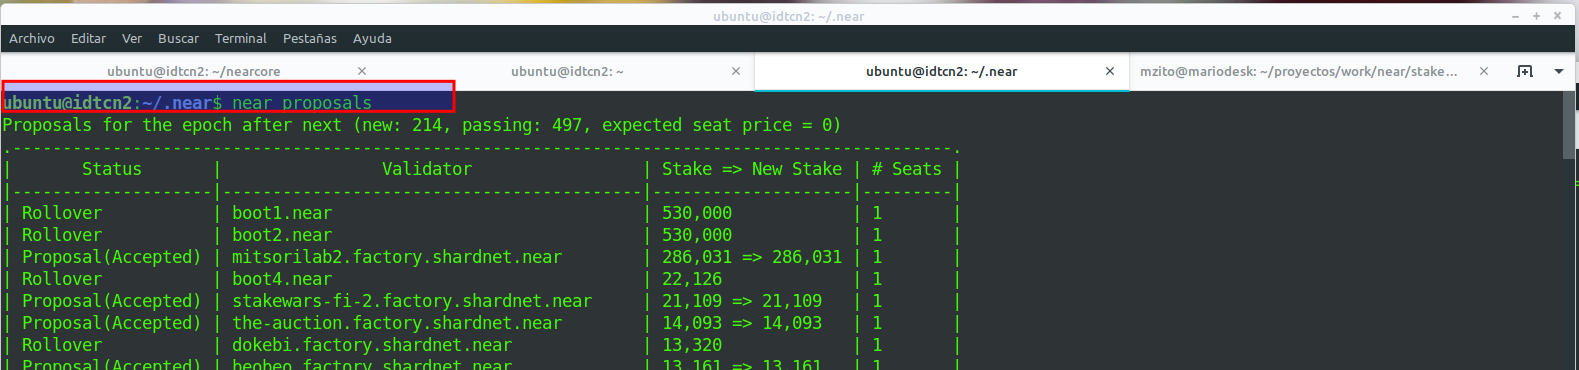 ubuntu@idtcn2: ~/.near
Archivo Editar Ver Buscar Terminal Pestañas Ayuda
ubuntu@idtcn2: ~/nearcore × ubuntu@idtcn2: ~ × ubuntu@idtcn2: ~/.near × mzito@mariodesk: ~/proyectos/work/near/stake... ×
ubuntu@idtcn2:~/.near$ near proposals
Proposals for the epoch after next (new: 214, passing: 497, expected seat price = 0)
.----------------------------------------------------------------------------------------------.
| Status | Validator | Stake => New Stake | # Seats |
|--------------------|------------------------------------------|--------------------|---------|
| Rollover | boot1.near | 530,000 | 1 |
| Rollover | boot2.near | 530,000 | 1 |
| Proposal(Accepted) | mitsorilab2.factory.shardnet.near | 286,031 => 286,031 | 1 |
| Rollover | boot4.near | 22,126 | 1 |
| Proposal(Accepted) | stakewars-fi-2.factory.shardnet.near | 21,109 => 21,109 | 1 |
| Proposal(Accepted) | the-auction.factory.shardnet.near | 14,093 => 14,093 | 1 |
| Rollover | dokebi.factory.shardnet.near | 13,320 | 1 |
| Proposal(Accepted) | beobeo.factory.shardnet.near | 13,161 => 13,161 | 1 |